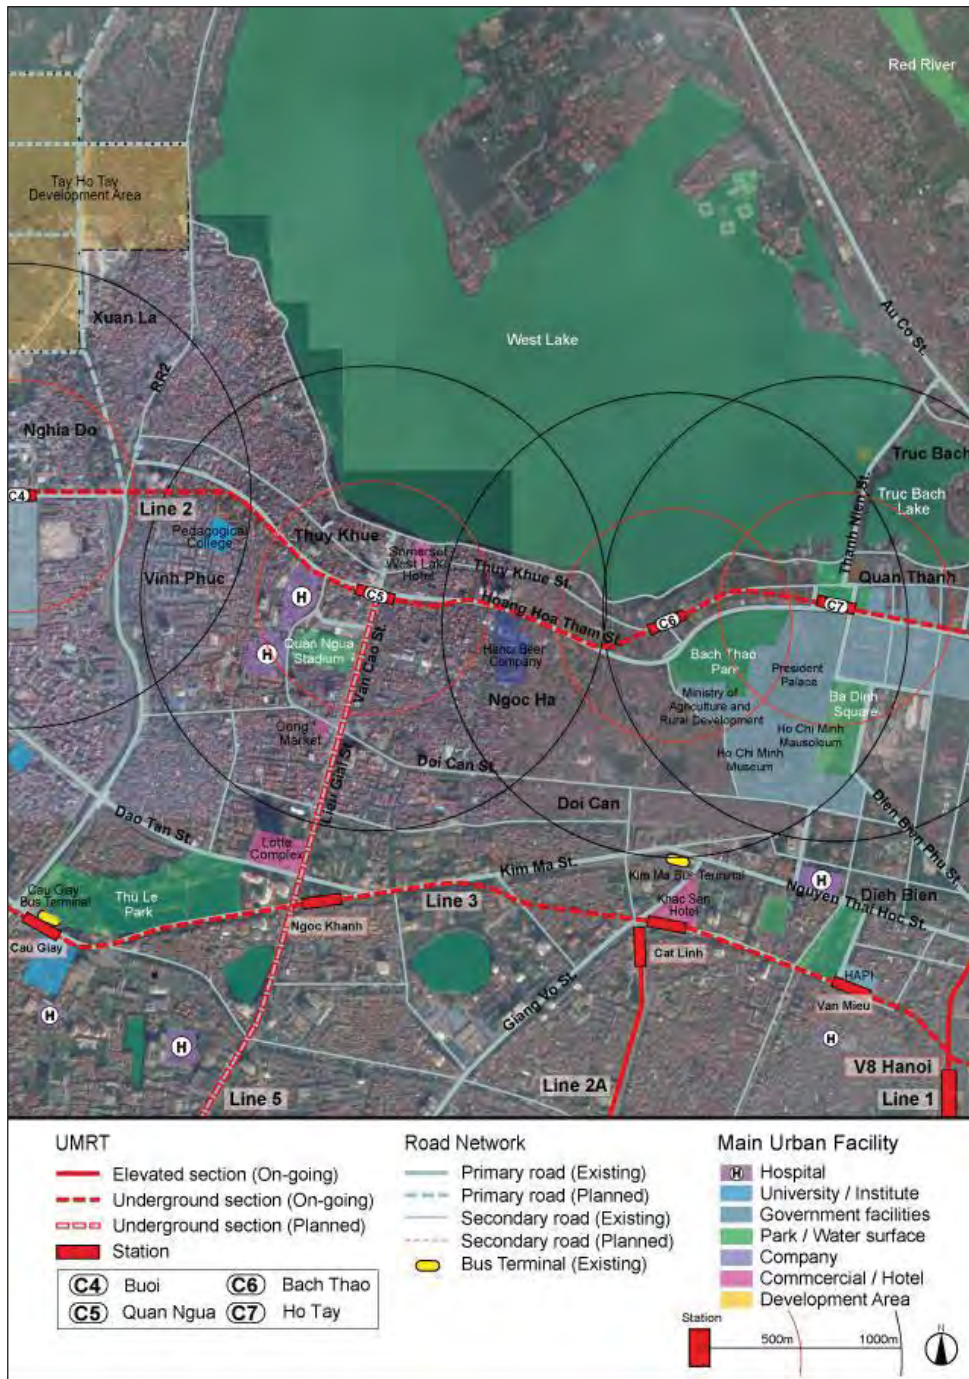 Red River
Tay Ho Tay
Development Area
Xuan La
West Lake
Au Co St.
RR2
Nghia Do
Truc Bach
C4
Line 2
Truc Bach
Lake
Thanh Nien St.
Pedagogical
College
Thuy Khue
Somerset
West Lake
Hotel
Thuy Khue St.
Quan Thanh
Vinh Phuc
H
C5
Hoang Hoa Tham St.
C6
C7
H
Quan Ngua
Stadium
Van Cao St.
Hanoi Beer
Company
Bach Thao
Park
President
Palace
Ngoc Ha
Ministry of
Agriculture and
Rural Development
Ba Dinh
Square
Cong
Market
Ho Chi Minh
Mausoleum
Ho Chi Minh
Museum
Lieu Giai St.
Doi Can St.
Doi Can
Dao Tan St.
Dien Bien Phu St.
Lotte
Complex
Kim Ma St.
Kim Ma Bus Terminal
H
Nguyen Thai Hoc St.
Dieh Bien
Cau Giay
Bus Terminal
Thu Le
Park
Line 3
Khac San
Hotel
Ngoc Khanh
Cau Giay
Cat Linh
HAPI
Giang Vo St.
Van Mieu
H
H
H
V8 Hanoi
Line 5
Line 2A
Line 1
UMRT
Elevated section (On-going)
Underground section (On-going)
Underground section (Planned)
Station
C4 Buoi
C6 Bach Thao
C5 Quan Ngua
C7 Ho Tay
Road Network
Primary road (Existing)
Primary road (Planned)
Secondary road (Existing)
Secondary road (Planned)
Bus Terminal (Existing)
Main Urban Facility
H Hospital
University / Institute
Government facilities
Park / Water surface
Company
Commcercial / Hotel
Development Area
Station
500m
1000m
N